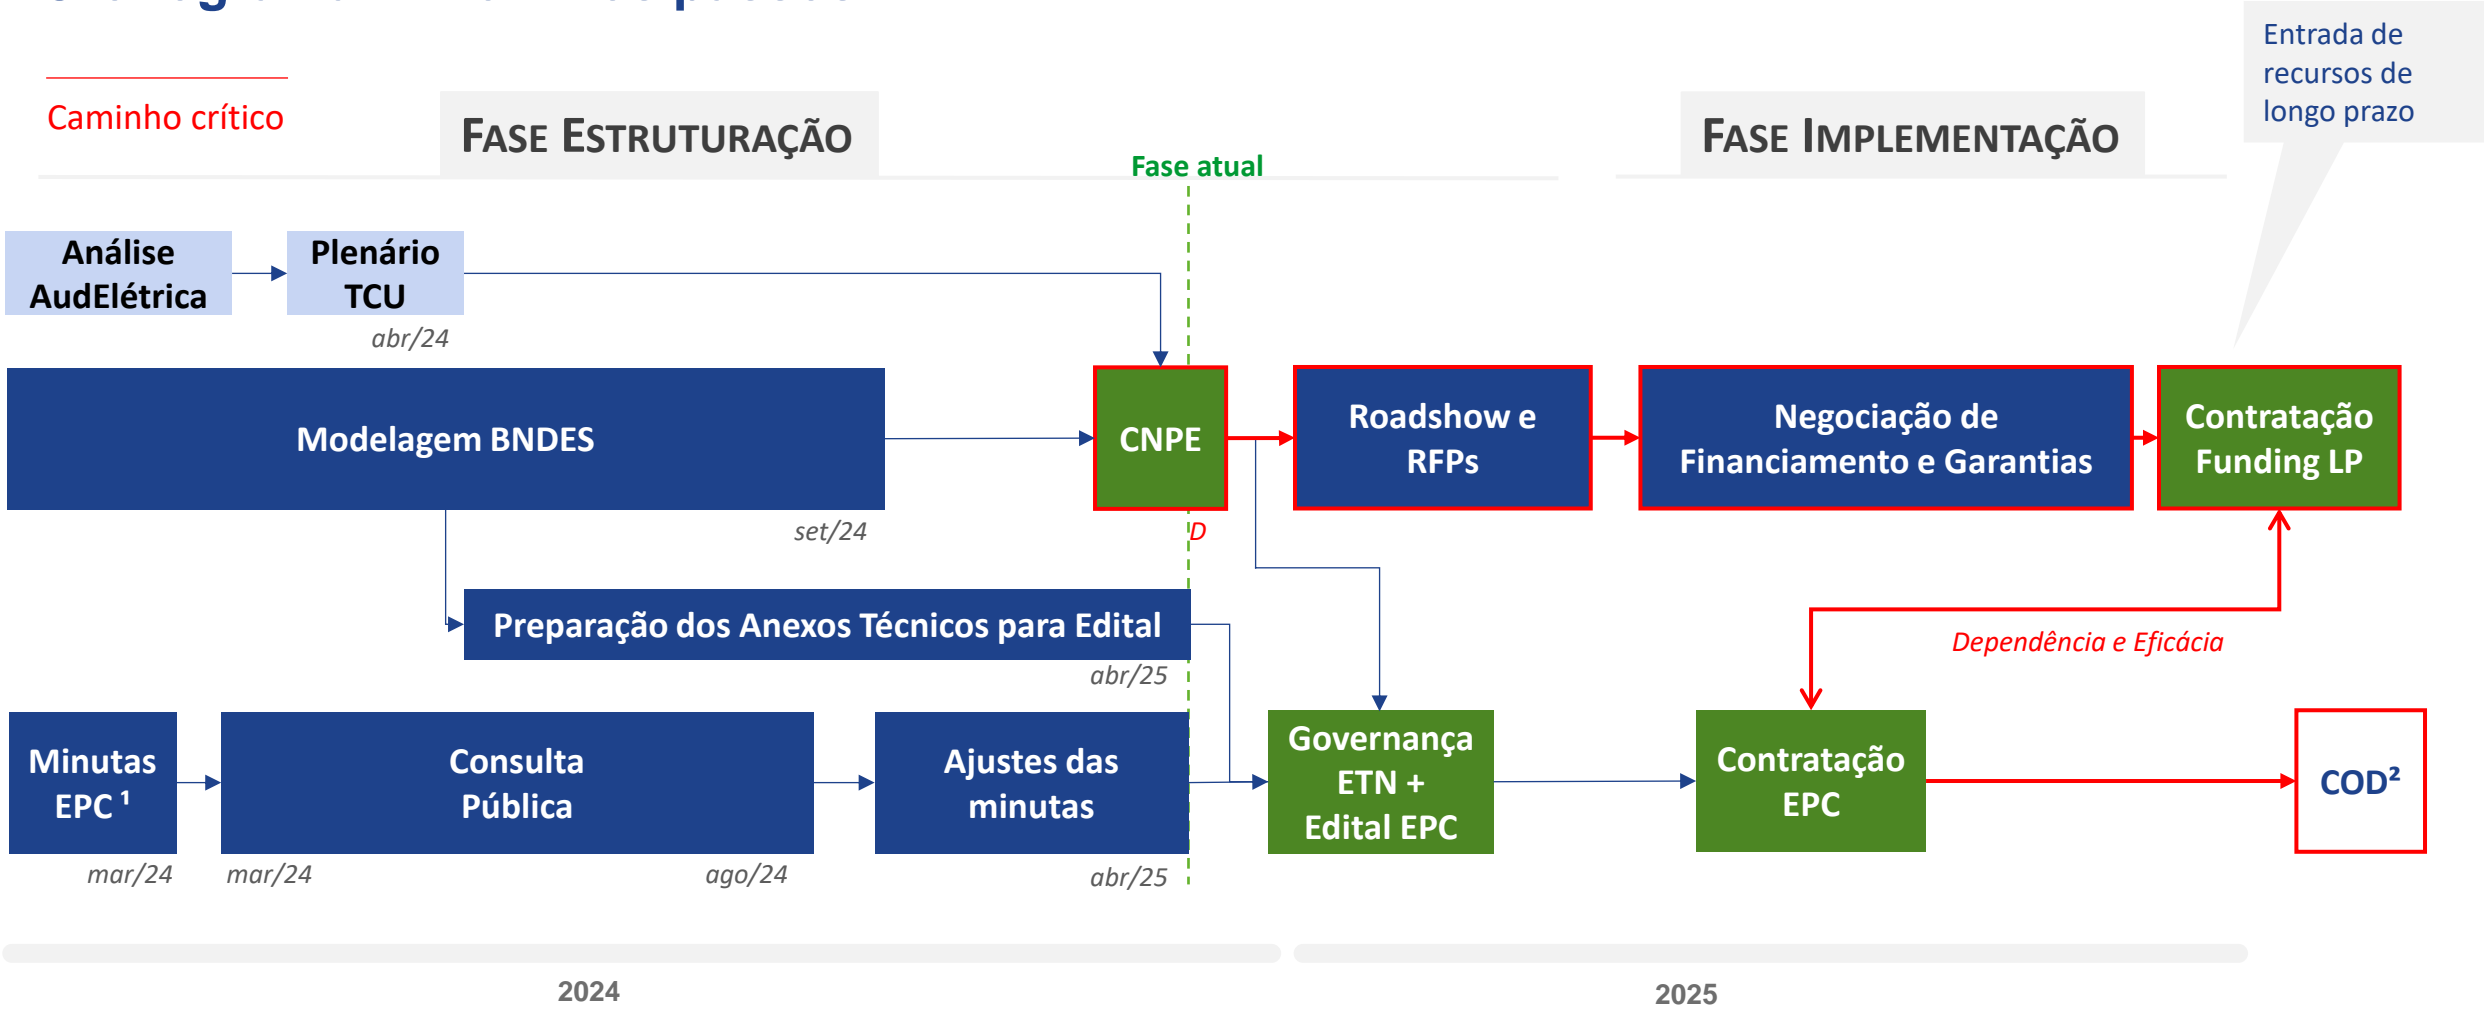 Caminho crítico
FASE ESTRUTURAÇÃO
Fase atual
FASE IMPLEMENTAÇÃO
Entrada de
recursos de
longo prazo
Análise
AudElétrica
Plenário
TCU
abr/24
Modelagem BNDES
set/24
CNPE
D
Roadshow e
RFPs
Negociação de
Financiamento e Garantias
Contratação
Funding LP
Preparação dos Anexos Técnicos para Edital
abr/25
Dependência e Eficácia
Minutas
EPC ¹
mar/24
Consulta
Pública
mar/24
ago/24
Ajustes das
minutas
abr/25
Governança
ETN +
Edital EPC
Contratação
EPC
COD²
2024
2025